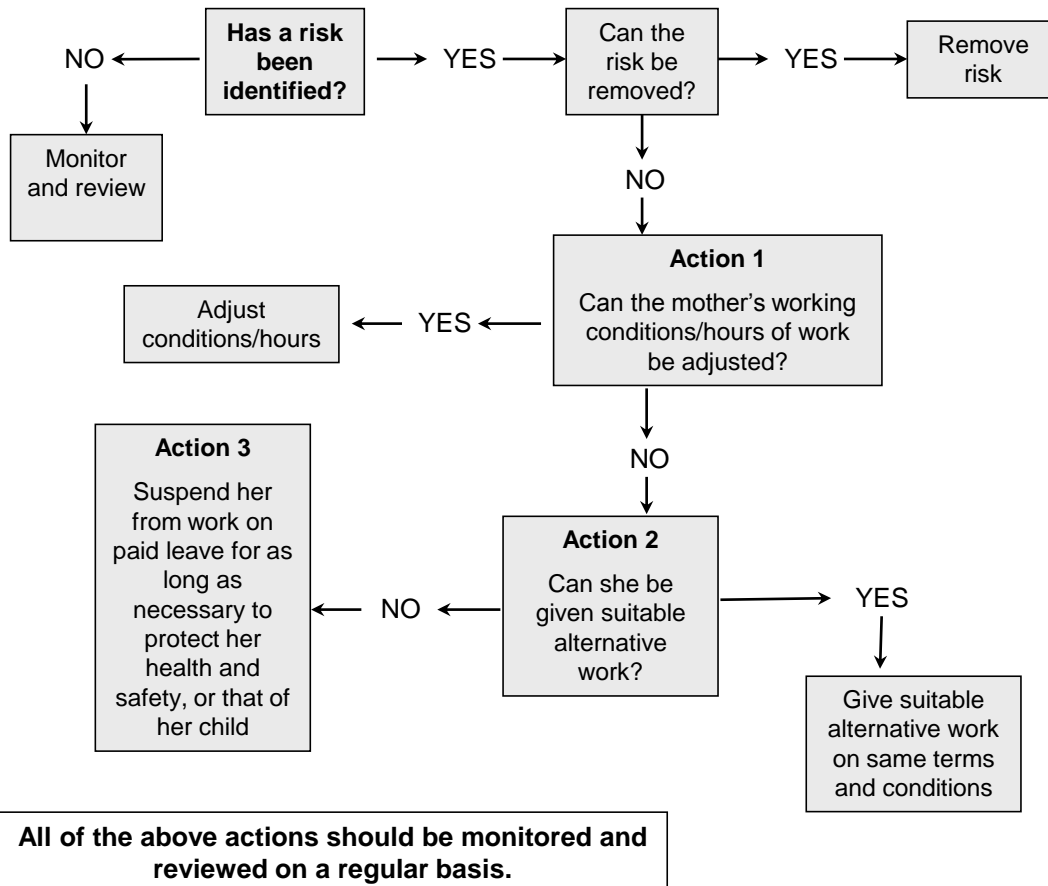 Has a risk
been
identified?
NO
YES
Can the
risk be
removed?
YES
Remove
risk
Monitor
and review
NO
Action 1
Can the mother’s working
conditions/hours of work
be adjusted?
YES
Adjust
conditions/hours
NO
Action 2
Can she be
given suitable
alternative
work?
YES
Give suitable
alternative work
on same terms
and conditions
NO
Action 3
Suspend her
from work on
paid leave for as
long as
necessary to
protect her
health and
safety, or that of
her child
All of the above actions should be monitored and
reviewed on a regular basis.